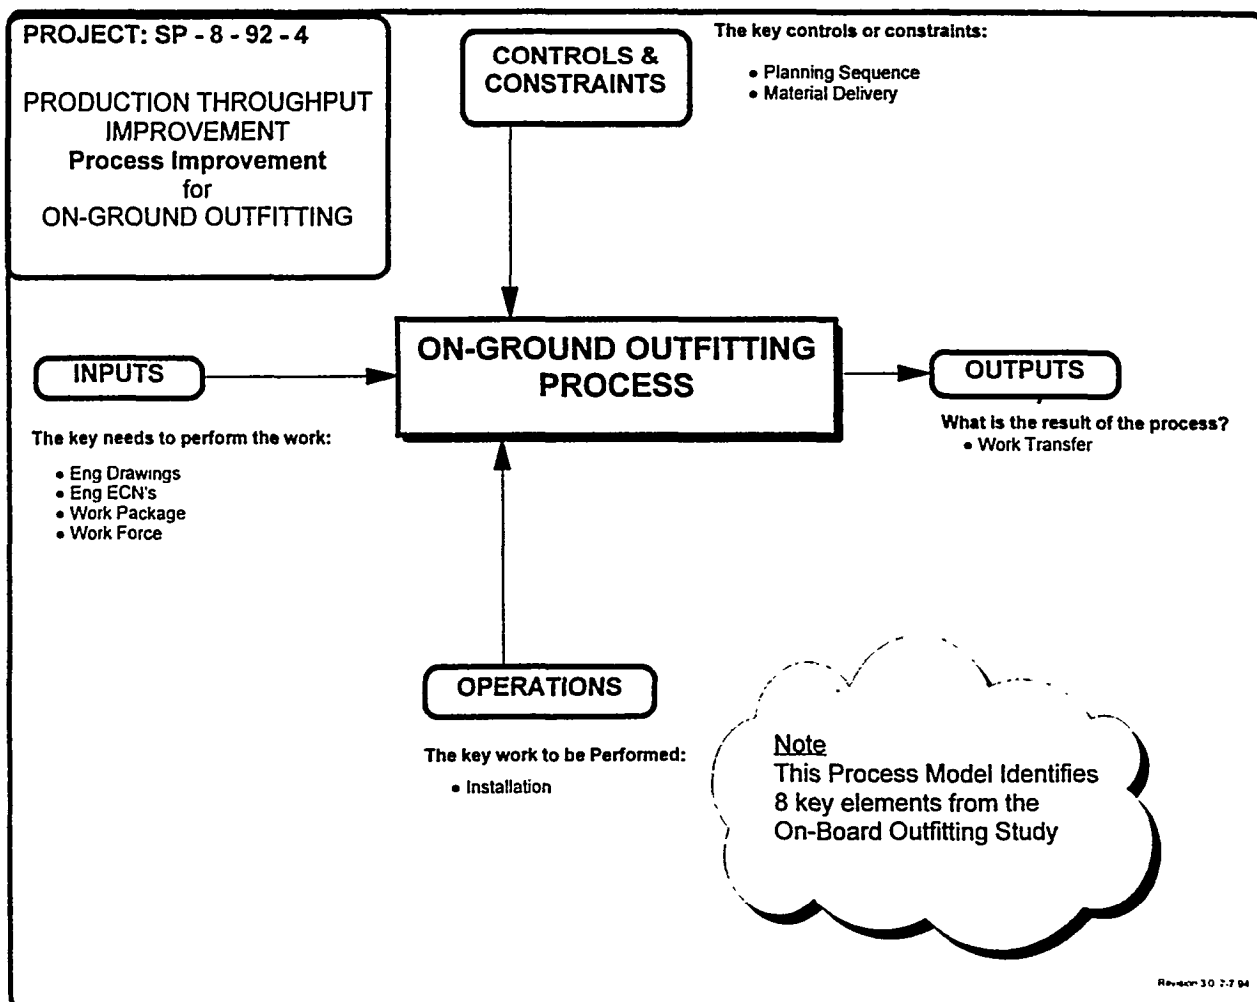 PROJECT: SP - 8 - 92 - 4
PRODUCTION THROUGHPUT
IMPROVEMENT
Process Improvement
for
ON-GROUND OUTFITTING
CONTROLS &
CONSTRAINTS
The key controls or constraints:
• Planning Sequence
• Material Delivery
ON-GROUND OUTFITTING
PROCESS
INPUTS
The key needs to perform the work:
• Eng Drawings
• Eng ECN's
• Work Package
• Work Force
OUTPUTS
What is the result of the process?
• Work Transfer
OPERATIONS
The key work to be Performed:
• Installation
Note
This Process Model Identifies
8 key elements from the
On-Board Outfitting Study
Revision 3.0